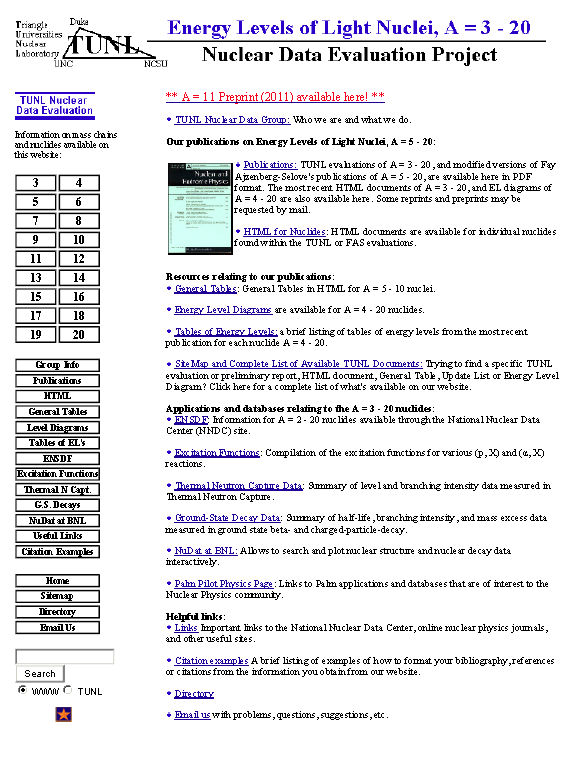 Triangle
Universities
Nuclear
Laboratory
Duke
TUNL
UNC
NCSU
Energy Levels of Light Nuclei, A = 3 - 20
Nuclear Data Evaluation Project
TUNL Nuclear
Data Evaluation
Information on mass chains
and nuclides available on
this website:
3 4
5 6
7 8
9 10
11 12
13 14
15 16
17 18
19 20
Group Info
Publications
HTML
General Tables
Level Diagrams
Tables of EL's
ENSDF
Excitation Functions
Thermal N Capt.
G.S. Decays
NuDat at BNL
Useful Links
Citation Examples
Home
Sitemap
Directory
Email Us
Search
WWW TUNL
** A = 11 Preprint (2011) available here! **
TUNL Nuclear Data Group: Who we are and what we do.
Our publications on Energy Levels of Light Nuclei, A = 5 - 20:
Nuclear and
Publications: TUNL evaluations of A = 3 - 20, and modified versions of Fay
Ajzenberg-Selove's publications of A = 5 - 20, are available here in PDF
format. The most recent HTML documents of A = 3 - 20, and EL diagrams of
A = 4 - 20 are also available here. Some reprints and preprints may be
requested by mail.
HTML for Nuclides: HTML documents are available for individual nuclides
found within the TUNL or FAS evaluations.
Resources relating to our publications:
General Tables: General Tables in HTML for A = 5 - 10 nuclei.
Energy Level Diagrams are available for A = 4 - 20 nuclides.
Tables of Energy Levels: a brief listing of tables of energy levels from the most recent
publication for each nuclide A = 4 - 20.
SiteMap and Complete List of Available TUNL Documents: Trying to find a specific TUNL
evaluation or preliminary report, HTML document, General Table, Update List or Energy Level
Diagram? Click here for a complete list of what's available on our website.
Applications and databases relating to the A = 3 - 20 nuclides:
ENSDF: Information for A = 2 - 20 nuclides available through the National Nuclear Data
Center (NNDC) site.
Excitation Functions: Compilation of the excitation functions for various (p, X) and (α, X)
reactions.
Thermal Neutron Capture Data: Summary of level and branching intensity data measured in
Thermal Neutron Capture.
Ground-State Decay Data: Summary of half-life, branching intensity, and mass excess data
measured in ground state beta- and charged-particle-decay.
NuDat at BNL: Allows to search and plot nuclear structure and nuclear decay data
interactively.
Palm Pilot Physics Page: Links to Palm applications and databases that are of interest to the
Nuclear Physics community.
Helpful links:
Links Important links to the National Nuclear Data Center, online nuclear physics journals,
and other useful sites.
Citation examples A brief listing of examples of how to format your bibliography, references
or citations from the information you obtain from our website.
Directory
Email us with problems, questions, suggestions, etc.